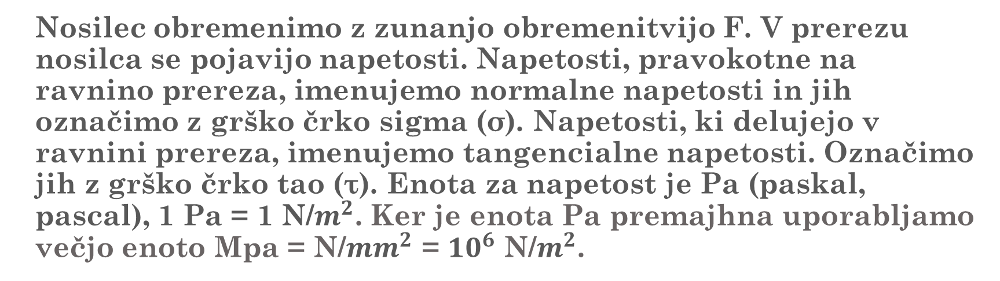 Nosilec obremenimo z zunanjo obremenitvijo F. V prerezu
nosilca se pojavijo napetosti. Napetosti, pravokotne na
ravnino prereza, imenujemo normalne napetosti in jih
označimo z grško črko sigma (σ). Napetosti, ki delujejo v
ravnini prereza, imenujemo tangencialne napetosti. Označimo
jih z grško črko tao (τ). Enota za napetost je Pa (paskal,
pascal), 1 Pa = 1 N/m². Ker je enota Pa premajhna uporabljamo
večjo enoto Mpa = N/mm² = 10⁶ N/m².